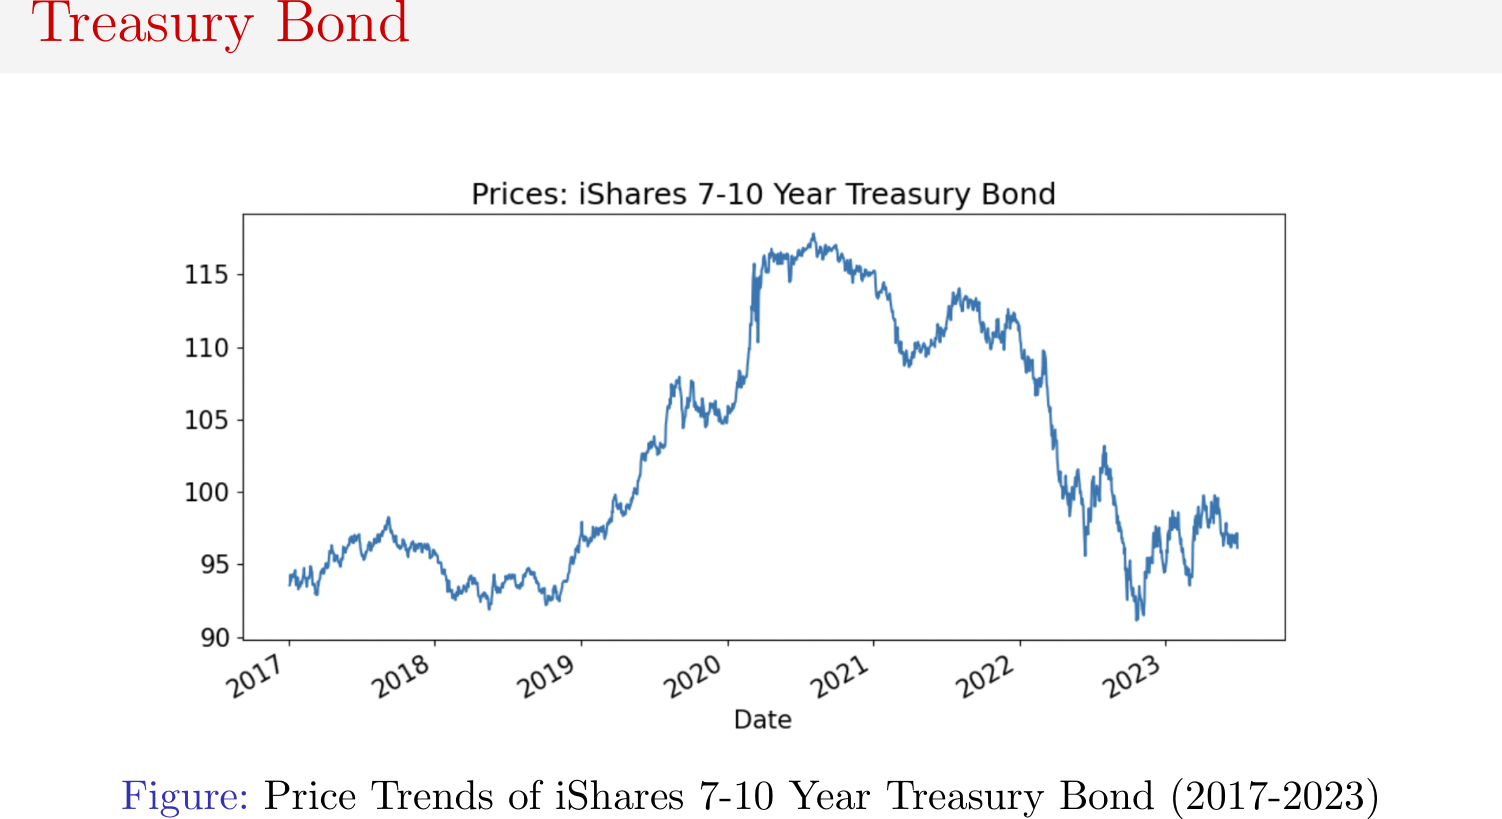 Treasury Bond
Prices: iShares 7-10 Year Treasury Bond
115
110
105
100
95
90
2017 2018 2019 2020 2021 2022 2023
Date
Figure: Price Trends of iShares 7-10 Year Treasury Bond (2017-2023)